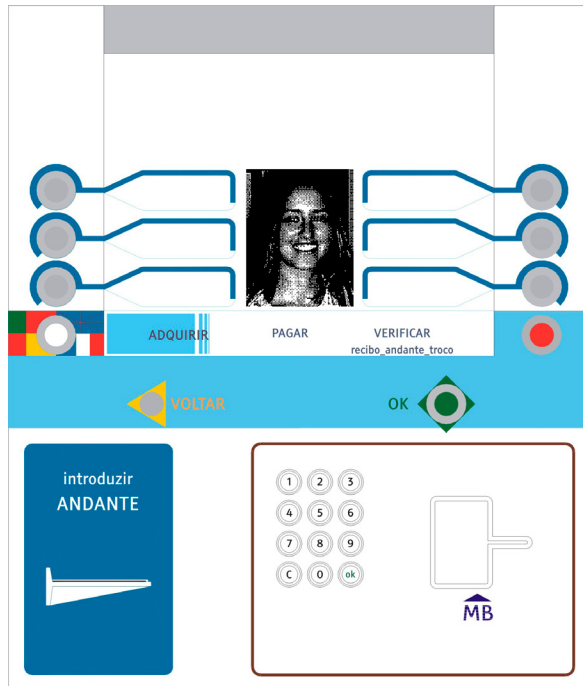 ADQUIRIR
PAGAR
VERIFICAR
recibo_andante_troco
VOLTAR
OK
introduzir
ANDANTE
1 2 3
4 5 6
7 8 9
C 0 ok
MB